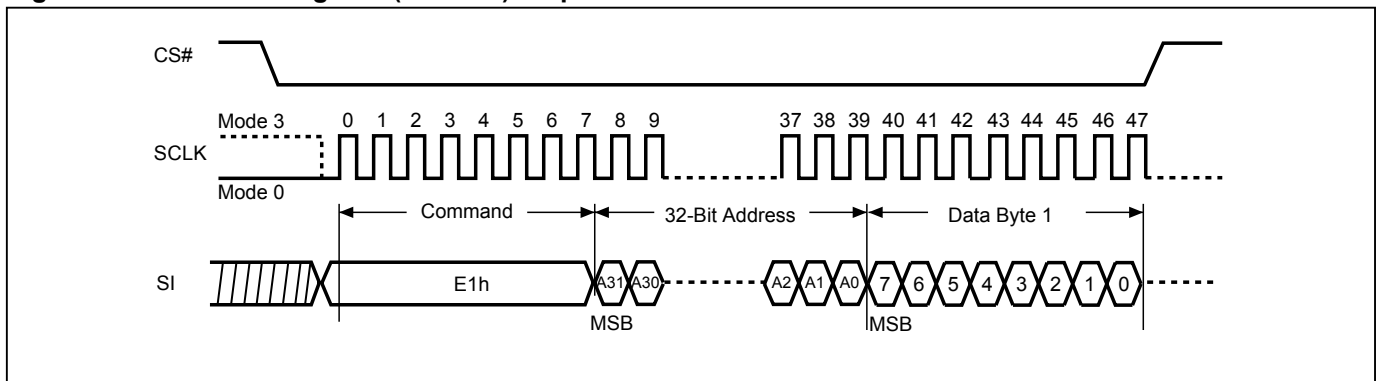 CS#
Mode 3 0 1 2 3 4 5 6 7 8 9 37 38 39 40 41 42 43 44 45 46 47
SCLK
Mode 0
Command 32-Bit Address Data Byte 1
SI E1h A31 A30 A2 A1 A0 7 6 5 4 3 2 1 0
MSB MSB